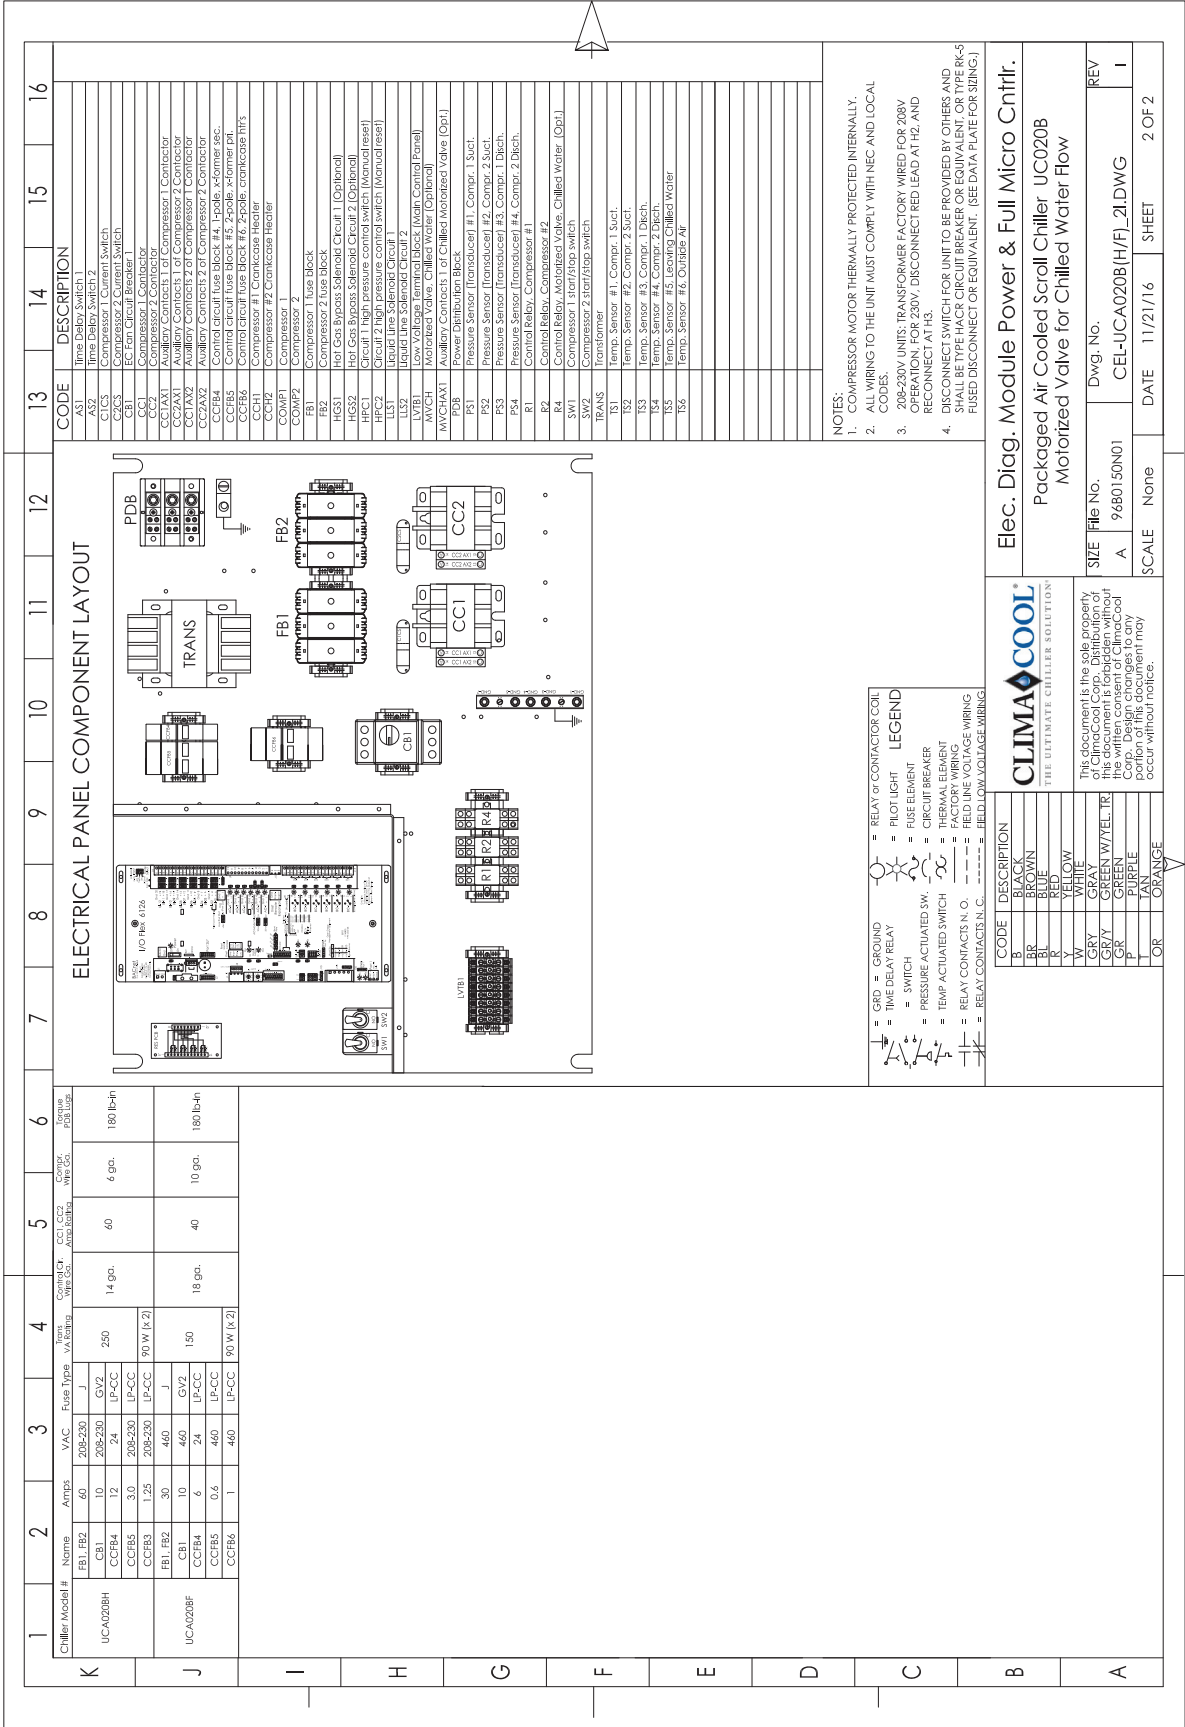 1 2 3 4 5 6 7 8 9 10 11 12 13 14 15 16
K
J
I
H
G
F
E
D
C
B
A
Chiller Model # Name Amps VAC Fuse Type Trans VA Rating Control Cir. Wire Ga. CC1, CC2 Amp Rating Compr. Wire Ga. Torque PDB Lugs
UCA020BH 250 14 ga. 60 6 ga. 180 lb-in
FB1, FB2 60 208-230 J
CB1 10 208-230 GV2
CCFB4 12 24 LP-CC
CCFB5 3.0 208-230 LP-CC
CCFB3 1.25 208-230 LP-CC 90 W (x 2)
UCA020BF 150 18 ga. 40 10 ga. 180 lb-in
FB1, FB2 30 460 J
CB1 10 460 GV2
CCFB4 6 24 LP-CC
CCFB5 0.6 460 LP-CC
CCFB6 1 460 LP-CC 90 W (x 2)
ELECTRICAL PANEL COMPONENT LAYOUT
PDB
TRANS
I/O Flex 6126
BACnet
RS PCB
FB1
FB2
CC1
CC2
CC1 AX1
CC1 AX2
CC2 AX1
CC2 AX2
CB1
SW1
SW2
R1
R2
R4
LVTB1
CODE DESCRIPTION
AS1 Time Delay Switch 1
AS2 Time Delay Switch 2
C1CS Compressor 1 Current Switch
C2CS Compressor 2 Current Switch
CB1 EC Fan Circuit Breaker 1
CC1 Compressor 1 Contactor
CC2 Compressor 2 Contactor
CC1AX1 Auxiliary Contacts 1 of Compressor 1 Contactor
CC2AX1 Auxiliary Contacts 1 of Compressor 2 Contactor
CC1AX2 Auxiliary Contacts 2 of Compressor 1 Contactor
CC2AX2 Auxiliary Contacts 2 of Compressor 2 Contactor
CCFB4 Control circuit fuse block #4, 1-pole, x-former sec.
CCFB5 Control circuit fuse block #5, 2-pole, x-former pri.
CCFB6 Control circuit fuse block #6, 2-pole, crankcase htr's
CCH1 Compressor #1 Crankcase Heater
CCH2 Compressor #2 Crankcase Heater
COMP1 Compressor 1
COMP2 Compressor 2
FB1 Compressor 1 fuse block
FB2 Compressor 2 fuse block
HGS1 Hot Gas Bypass Solenoid Circuit 1 (Optional)
HGS2 Hot Gas Bypass Solenoid Circuit 2 (Optional)
HPC1 Circuit 1 high pressure control switch (Manual reset)
HPC2 Circuit 2 high pressure control switch (Manual reset)
LLS1 Liquid Line Solenoid Circuit 1
LLS2 Liquid Line Solenoid Circuit 2
LVTB1 Low Voltage Terminal block (Main Control Panel)
MVCH Motorized Valve, Chilled Water (Optional)
MVCHAX1 Auxiliary Contacts 1 of Chilled Motorized Valve (Opt.)
PDB Power Distribution Block
PS1 Pressure Sensor (Transducer) #1, Compr. 1 Suct.
PS2 Pressure Sensor (Transducer) #2, Compr. 2 Suct.
PS3 Pressure Sensor (Transducer) #3, Compr. 1 Disch.
PS4 Pressure Sensor (Transducer) #4, Compr. 2 Disch.
R1 Control Relay, Compressor #1
R2 Control Relay, Compressor #2
R4 Control Relay, Motorized Valve, Chilled Water (Opt.)
SW1 Compressor 1 start/stop switch
SW2 Compressor 2 start/stop switch
TRANS Transformer
TS1 Temp. Sensor #1, Compr. 1 Suct.
TS2 Temp. Sensor #2, Compr. 2 Suct.
TS3 Temp. Sensor #3, Compr. 1 Disch.
TS4 Temp. Sensor #4, Compr. 2 Disch.
TS5 Temp. Sensor #5, Leaving Chilled Water
TS6 Temp. Sensor #6, Outside Air
NOTES:
1. COMPRESSOR MOTOR THERMALLY PROTECTED INTERNALLY.
2. ALL WIRING TO THE UNIT MUST COMPLY WITH NEC AND LOCAL
CODES.
3. 208-230V UNITS: TRANSFORMER FACTORY WIRED FOR 208V
OPERATION, FOR 230V, DISCONNECT RED LEAD AT H2, AND
RECONNECT AT H3.
4. DISCONNECT SWITCH FOR UNIT TO BE PROVIDED BY OTHERS AND
SHALL BE TYPE HACR CIRCUIT BREAKER OR EQUIVALENT, OR TYPE RK-5
FUSED DISCONNECT OR EQUIVALENT. (SEE DATA PLATE FOR SIZING.)
LEGEND
= GRD = GROUND
= TIME DELAY RELAY
= SWITCH
= PRESSURE ACTUATED SW.
= TEMP ACTUATED SWITCH
= RELAY CONTACTS N. O.
= RELAY CONTACTS N. C.
= RELAY or CONTACTOR COIL
= PILOT LIGHT
= FUSE ELEMENT
= CIRCUIT BREAKER
= THERMAL ELEMENT
= FACTORY WIRING
= FIELD LINE VOLTAGE WIRING
= FIELD LOW VOLTAGE WIRING
CODE DESCRIPTION
B BLACK
BR BROWN
BL BLUE
R RED
Y YELLOW
W WHITE
GRY GRAY
GR/Y GREEN W/YEL. TR.
GR GREEN
P PURPLE
T TAN
OR ORANGE
CLIMACOOL®
THE ULTIMATE CHILLER SOLUTION
This document is the sole property
of ClimaCool Corp. Distribution of
this document is forbidden without
the written consent of ClimaCool
Corp. Design changes to any
portion of this document may
occur without notice.
Elec. Diag. Module Power & Full Micro Cntrlr.
Packaged Air Cooled Scroll Chiller UC020B
Motorized Valve for Chilled Water Flow
SIZE File No. Dwg. No. REV
A 96B0150N01 CEL-UCA020B(H/F)_2I.DWG I
SCALE None DATE 11/21/16 SHEET 2 OF 2